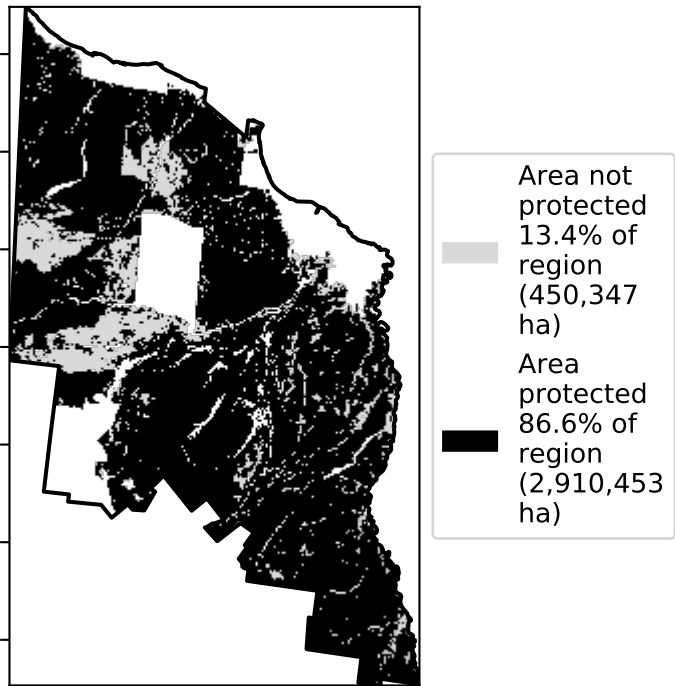 Area not
protected
13.4% of
region
(450,347
ha)
Area
protected
86.6% of
region
(2,910,453
ha)